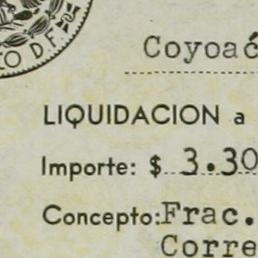 CO D.F.
Coyoac
LIQUIDACION a
Importe: $ 3.30
Concepto: Frac.
Corre